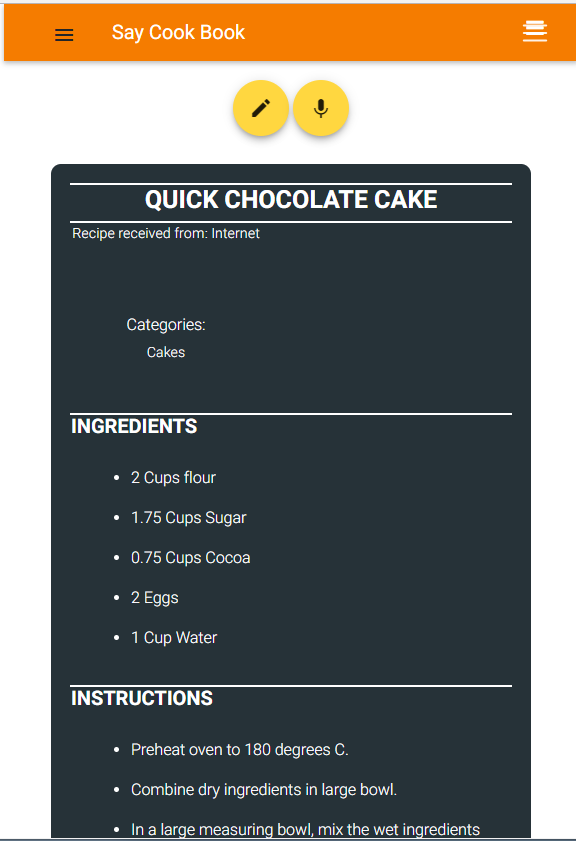 Say Cook Book
QUICK CHOCOLATE CAKE
Recipe received from: Internet
Categories:
Cakes
INGREDIENTS
2 Cups flour
1.75 Cups Sugar
0.75 Cups Cocoa
2 Eggs
1 Cup Water
INSTRUCTIONS
Preheat oven to 180 degrees C.
Combine dry ingredients in large bowl.
In a large measuring bowl, mix the wet ingredients